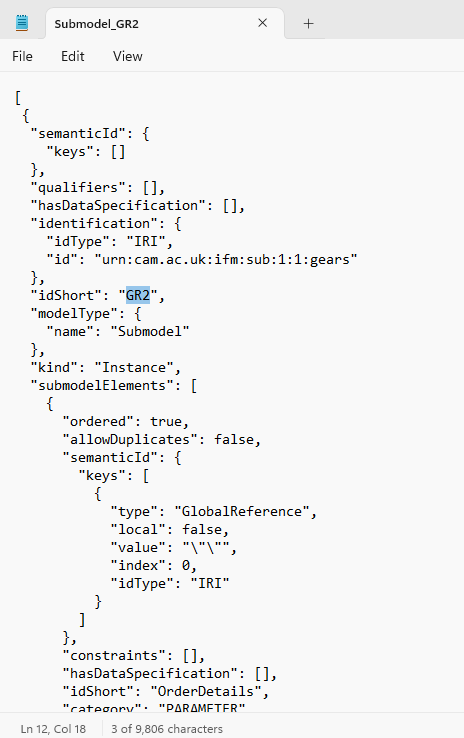 Submodel_GR2
File Edit View
[
{
"semanticId": {
"keys": []
},
"qualifiers": [],
"hasDataSpecification": [],
"identification": {
"idType": "IRI",
"id": "urn:cam.ac.uk:ifm:sub:1:1:gears"
},
"idShort": "GR2",
"modelType": {
"name": "Submodel"
},
"kind": "Instance",
"submodelElements": [
{
"ordered": true,
"allowDuplicates": false,
"semanticId": {
"keys": [
{
"type": "GlobalReference",
"local": false,
"value": "\"\"",
"index": 0,
"idType": "IRI"
}
]
},
"constraints": [],
"hasDataSpecification": [],
"idShort": "OrderDetails",
"category": "PARAMETER"
Ln 12, Col 18 3 of 9,806 characters